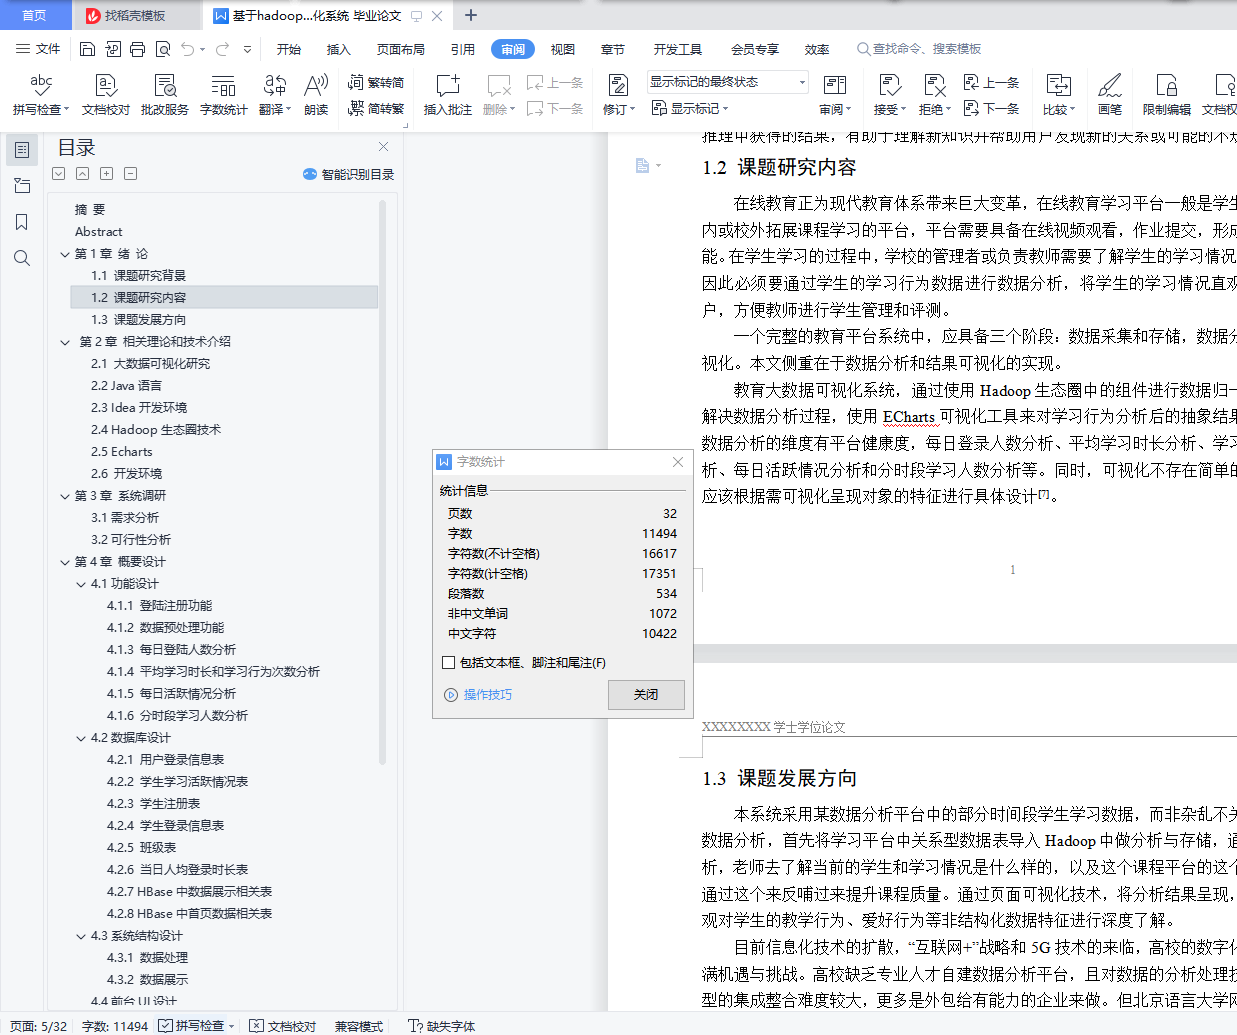 首页
找稻壳模板
基于hadoop...化系统 毕业论文
文件
开始
插入
页面布局
引用
审阅
视图
章节
开发工具
会员专享
效率
查找命令、搜索模板
拼写检查
文档校对
批改服务
字数统计
翻译
朗读
繁转简
简转繁
插入批注
删除
上一条
下一条
修订
显示标记的最终状态
显示标记
审阅
接受
拒绝
上一条
下一条
比较
画笔
限制编辑
文档权
目录
智能识别目录
摘 要
Abstract
第 1 章 绪 论
1.1 课题研究背景
1.2 课题研究内容
1.3 课题发展方向
第 2 章 相关理论和技术介绍
2.1 大数据可视化研究
2.2 Java 语言
2.3 Idea 开发环境
2.4 Hadoop 生态圈技术
2.5 Echarts
2.6 开发环境
第 3 章 系统调研
3.1 需求分析
3.2 可行性分析
第 4 章 概要设计
4.1 功能设计
4.1.1 登陆注册功能
4.1.2 数据预处理功能
4.1.3 每日登陆人数分析
4.1.4 平均学习时长和学习行为次数分析
4.1.5 每日活跃情况分析
4.1.6 分时段学习人数分析
4.2 数据库设计
4.2.1 用户登录信息表
4.2.2 学生学习活跃情况表
4.2.3 学生注册表
4.2.4 学生登录信息表
4.2.5 班级表
4.2.6 当日人均登录时长表
4.2.7 HBase 中数据展示相关表
4.2.8 HBase 中首页数据相关表
4.3 系统结构设计
4.3.1 数据处理
4.3.2 数据展示
4.4 前台 UI 设计
推理中获得的结果，有助于理解新知识并帮助用户发现新的关系或可能的不规
1.2 课题研究内容
在线教育正为现代教育体系带来巨大变革，在线教育学习平台一般是学生
内或校外拓展课程学习的平台，平台需要具备在线视频观看，作业提交，形成
能。在学生学习的过程中，学校的管理者或负责教师需要了解学生的学习情况
因此必须要通过学生的学习行为数据进行数据分析，将学生的学习情况直观
户，方便教师进行学生管理和评测。
一个完整的教育平台系统中，应具备三个阶段：数据采集和存储，数据分
视化。本文侧重在于数据分析和结果可视化的实现。
教育大数据可视化系统，通过使用 Hadoop 生态圈中的组件进行数据归一
解决数据分析过程，使用 ECharts 可视化工具来对学习行为分析后的抽象结果
数据分析的维度有平台健康度，每日登录人数分析、平均学习时长分析、学习
析、每日活跃情况分析和分时段学习人数分析等。同时，可视化不存在简单的
应该根据需可视化呈现对象的特征进行具体设计[7]。
1
字数统计
统计信息
页数 32
字数 11494
字符数(不计空格) 16617
字符数(计空格) 17351
段落数 534
非中文单词 1072
中文字符 10422
包括文本框、脚注和尾注(F)
操作技巧
关闭
XXXXXXXX 学士学位论文
1.3 课题发展方向
本系统采用某数据分析平台中的部分时间段学生学习数据，而非杂乱不关
数据分析，首先将学习平台中关系型数据表导入 Hadoop 中做分析与存储，通
析，老师去了解当前的学生和学习情况是什么样的，以及这个课程平台的这个
通过这个来反哺过来提升课程质量。通过页面可视化技术，将分析结果呈现，
观对学生的教学行为、爱好行为等非结构化数据特征进行深度了解。
目前信息化技术的扩散，“互联网+”战略和 5G 技术的来临，高校的数字化
满机遇与挑战。高校缺乏专业人才自建数据分析平台，且对数据的分析处理技
型的集成整合难度较大，更多是外包给有能力的企业来做。但北京语言大学网
页面: 5/32
字数: 11494
拼写检查
文档校对
兼容模式
缺失字体